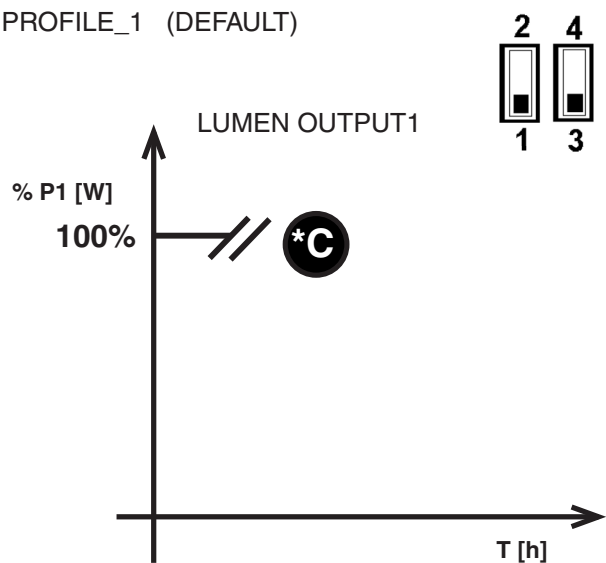 PROFILE_1 (DEFAULT)
2 4
1 3
LUMEN OUTPUT1
% P1 [W]
100%
*C
T [h]